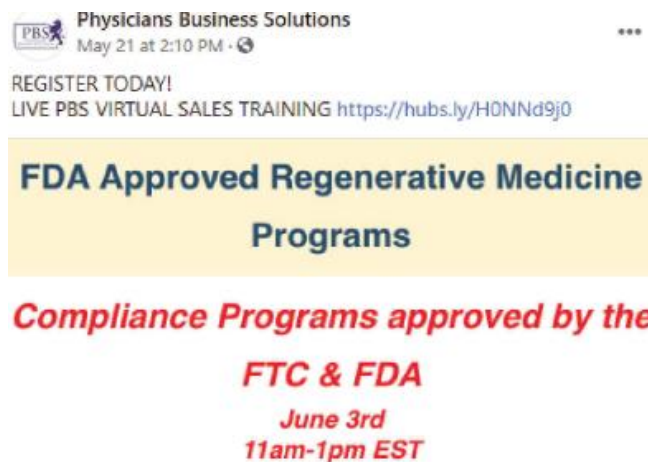 PBS
Physicians Business Solutions
May 21 at 2:10 PM ·
REGISTER TODAY!
LIVE PBS VIRTUAL SALES TRAINING https://hubs.ly/H0NNd9j0
FDA Approved Regenerative Medicine
Programs
Compliance Programs approved by the
FTC & FDA
June 3rd
11am-1pm EST